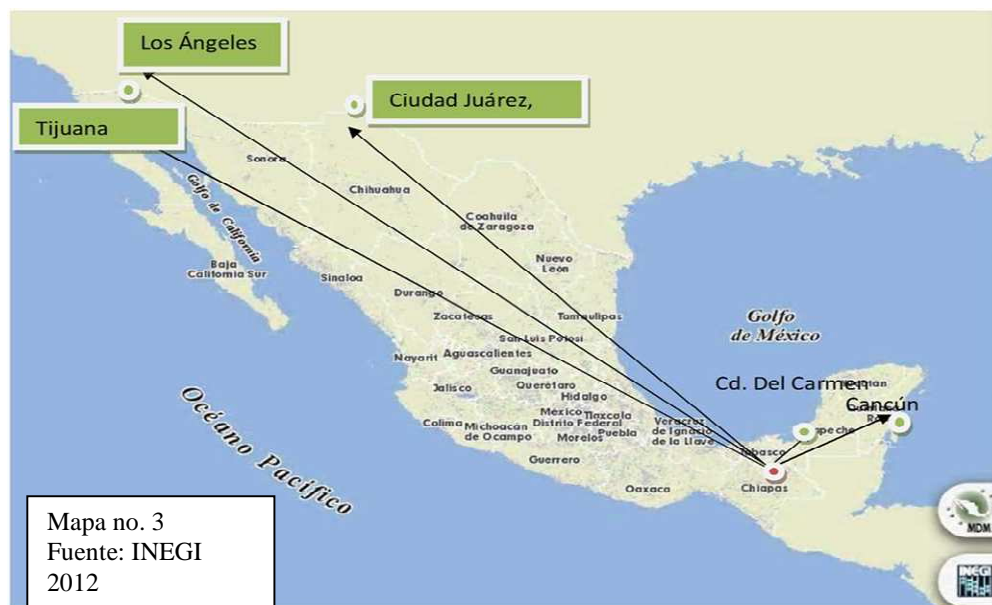 Los Ángeles
Ciudad Juárez,
Tijuana
Sonora
Chihuahua
Golfo de California
Coahuila
de Zaragoza
Nuevo
León
Baja
California Sur
Sinaloa
Durango
Zacatecas
Tamaulipas
San Luis Potosí
Golfo
de México
Nayarit
Aguascalientes
Guanajuato
Jalisco
Querétaro
Hidalgo
Cd. Del Carmen
Cancún
Colima
Michoacán
de Ocampo
México
Distrito Federal
Tlaxcala
Morelos
Puebla
Veracruz
de Ignacio
de la Llave
Guerrero
Oaxaca
Tabasco
Chiapas
Océano Pacífico
Mapa no. 3
Fuente: INEGI
2012
MDM
INEGI